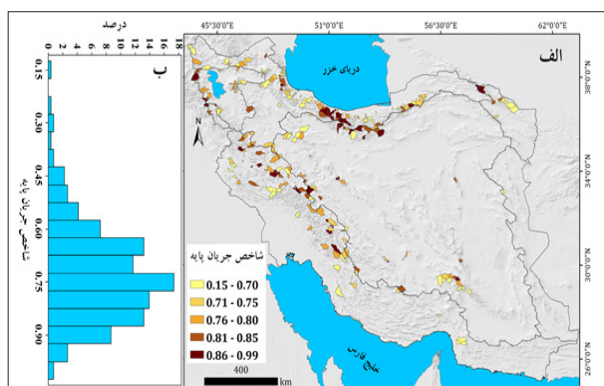 درصد
0 2 4 6 8 10 12 14 16 18
ب
0.15
0.30
0.45
0.60
0.75
0.90
شاخص جریان پایه
45°30'0"E 51°0'0"E 56°30'0"E 62°0'0"E
الف
دریای خزر
N
38°0'0"N
34°0'0"N
30°0'0"N
26°0'0"N
شاخص جریان پایه
0.15 - 0.70
0.71 - 0.75
0.76 - 0.80
0.81 - 0.85
0.86 - 0.99
خلیج فارس
400
km